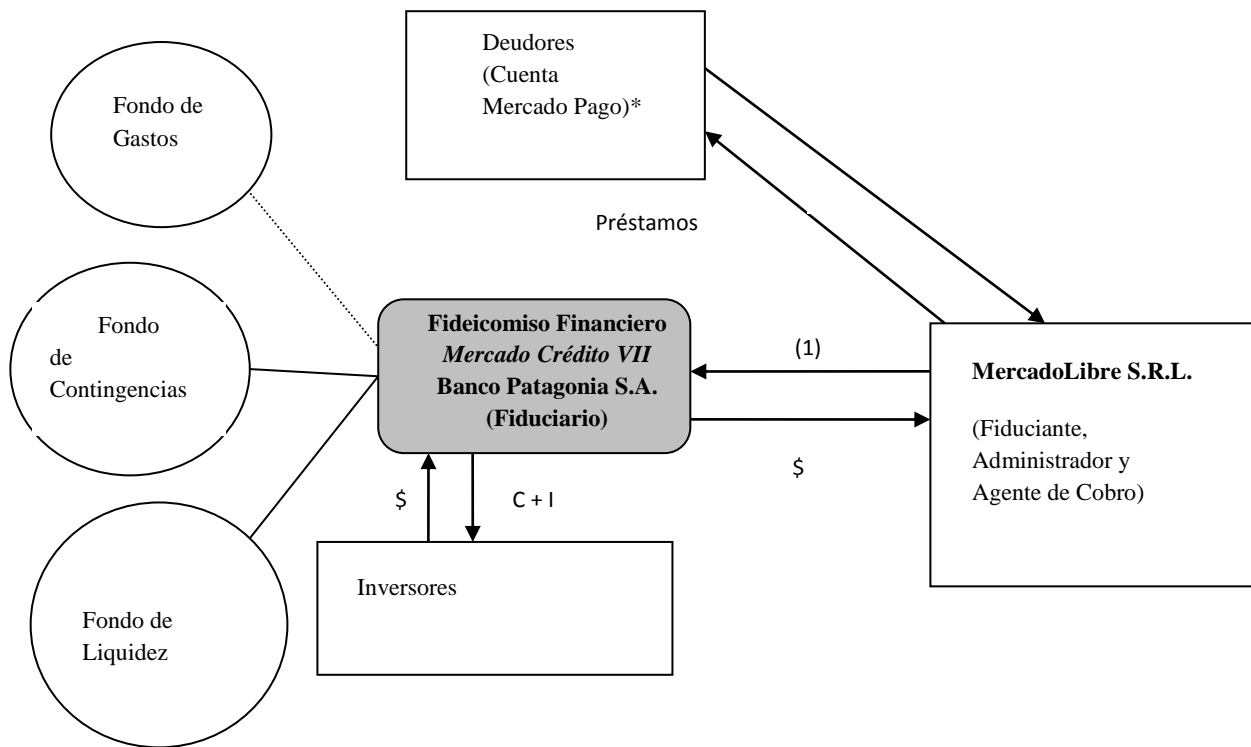 Deudores
(Cuenta
Mercado Pago)*
Fondo de
Gastos
Préstamos
Fondo
de
Contingencias
Fideicomiso Financiero
Mercado Crédito VII
Banco Patagonia S.A.
(Fiduciario)
(1)
MercadoLibre S.R.L.
(Fiduciante,
Administrador y
Agente de Cobro)
$
$
C + I
Inversores
Fondo de
Liquidez